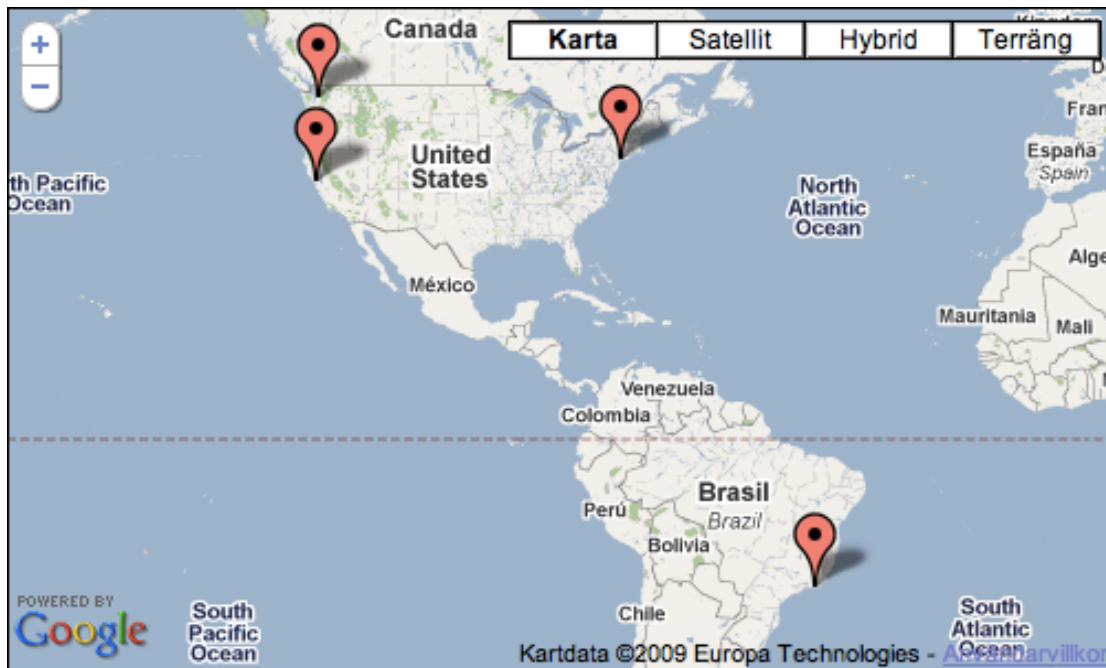 +
−
Canada
Karta
Satellit
Hybrid
Terräng
Kingdom
Fran
United
States
España
Spain
th Pacific
Ocean
North
Atlantic
Ocean
Alge
México
Mauritania
Mali
Venezuela
Colombia
Brasil
Brazil
Perú
Bolivia
POWERED BY
Google
South
Pacific
Ocean
Chile
South
Atlantic
Ocean
Kartdata ©2009 Europa Technologies - Användarvillkor